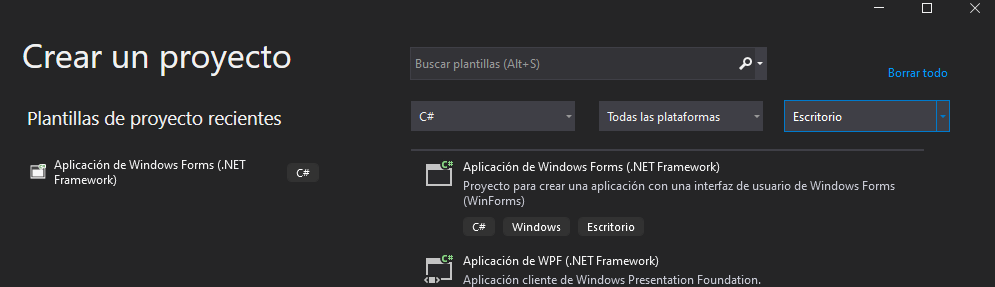 Crear un proyecto
Buscar plantillas (Alt+S)
Borrar todo
Plantillas de proyecto recientes
C#
Todas las plataformas
Escritorio
Aplicación de Windows Forms (.NET
Framework)
C#
C#
Aplicación de Windows Forms (.NET Framework)
Proyecto para crear una aplicación con una interfaz de usuario de Windows Forms
(WinForms)
C#
Windows
Escritorio
C#
Aplicación de WPF (.NET Framework)
Aplicación cliente de Windows Presentation Foundation.